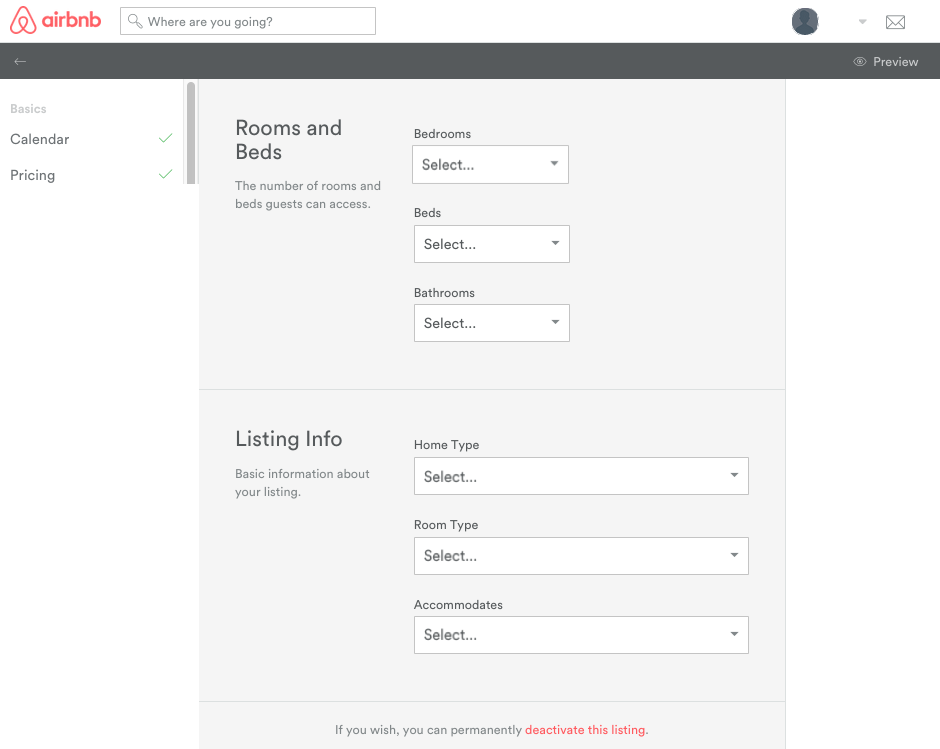 airbnb
Where are you going?
Preview
Basics
Calendar
Pricing
Rooms and
Beds
The number of rooms and
beds guests can access.
Bedrooms
Select...
Beds
Select...
Bathrooms
Select...
Listing Info
Basic information about
your listing.
Home Type
Select...
Room Type
Select...
Accommodates
Select...
If you wish, you can permanently deactivate this listing.